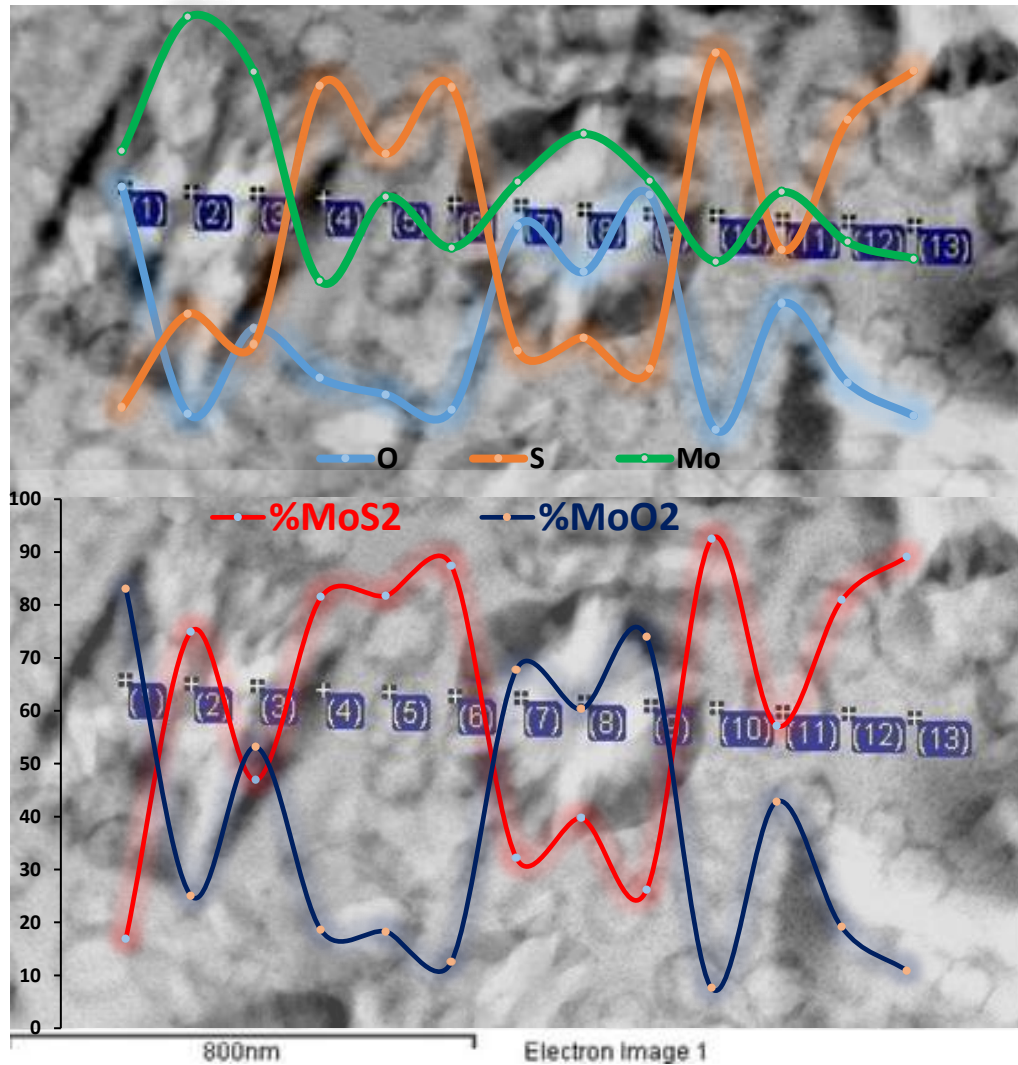 (1) (2) (3) (4) (5) (6) (7) (8) (10) (11) (12) (13)
O S Mo
100
%MoS2 %MoO2
90
80
70
(1) (2) (3) (4) (5) (6) (7) (8) (9) (10) (11) (12) (13)
60
50
40
30
20
10
0
800nm Electron Image 1